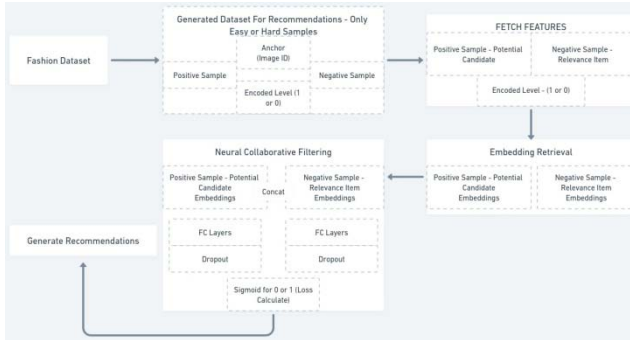 Generated Dataset For Recommendations - Only
Easy or Hard Samples
Fashion Dataset
Anchor
(Image ID)
Positive Sample
Negative Sample
Encoded Level (1
or 0)
FETCH FEATURES
Positive Sample - Potential
Candidate
Negative Sample -
Relevance Item
Encoded Level - (1 or 0)
Embedding Retrieval
Positive Sample - Potential
Candidate
Embeddings
Negative Sample -
Relevance Item
Embeddings
Neural Collaborative Filtering
Positive Sample - Potential
Candidate
Embeddings
Concat
Negative Sample -
Relevance Item
Embeddings
FC Layers
FC Layers
Dropout
Dropout
Sigmoid for 0 or 1 (Loss
Calculate)
Generate Recommendations